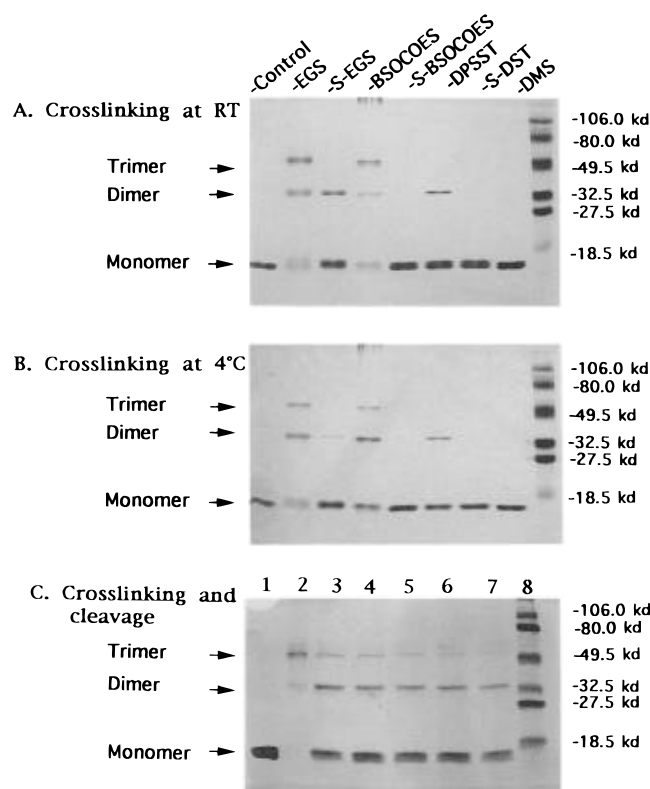 -Control
-EGS
-S-EGS
-BSOCOES
-S-BSOCOES
-DPSST
-S-DST
-DMS
A. Crosslinking at RT
-106.0 kd
-80.0 kd
Trimer
-49.5 kd
Dimer
-32.5 kd
-27.5 kd
Monomer
-18.5 kd
B. Crosslinking at 4°C
-106.0 kd
-80.0 kd
Trimer
-49.5 kd
Dimer
-32.5 kd
-27.5 kd
Monomer
-18.5 kd
C. Crosslinking and
cleavage
1 2 3 4 5 6 7 8
-106.0 kd
-80.0 kd
Trimer
-49.5 kd
Dimer
-32.5 kd
-27.5 kd
Monomer
-18.5 kd